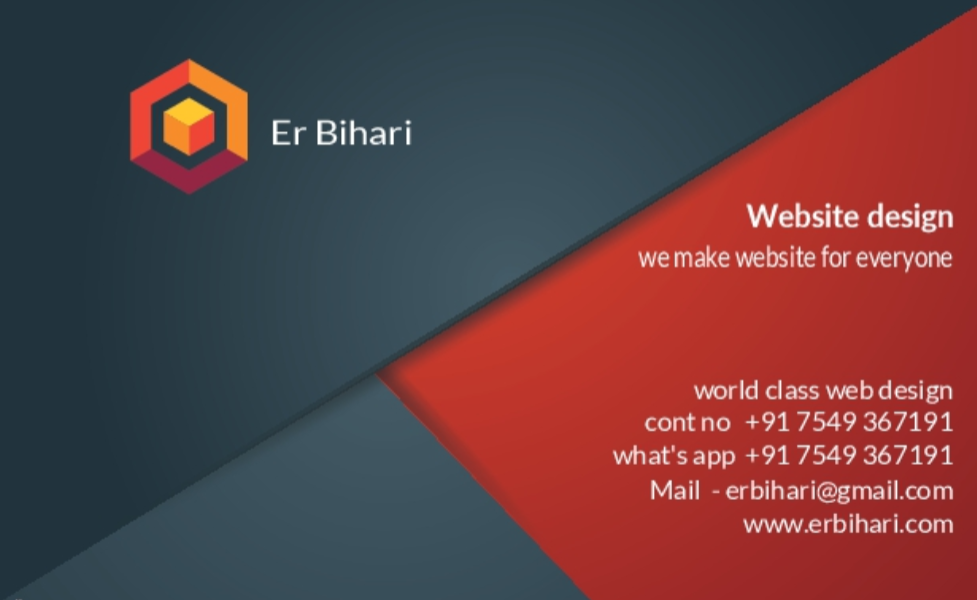 Er Bihari
Website design
we make website for everyone
world class web design
cont no +91 7549 367191
what's app +91 7549 367191
Mail - erbihari@gmail.com
www.erbihari.com